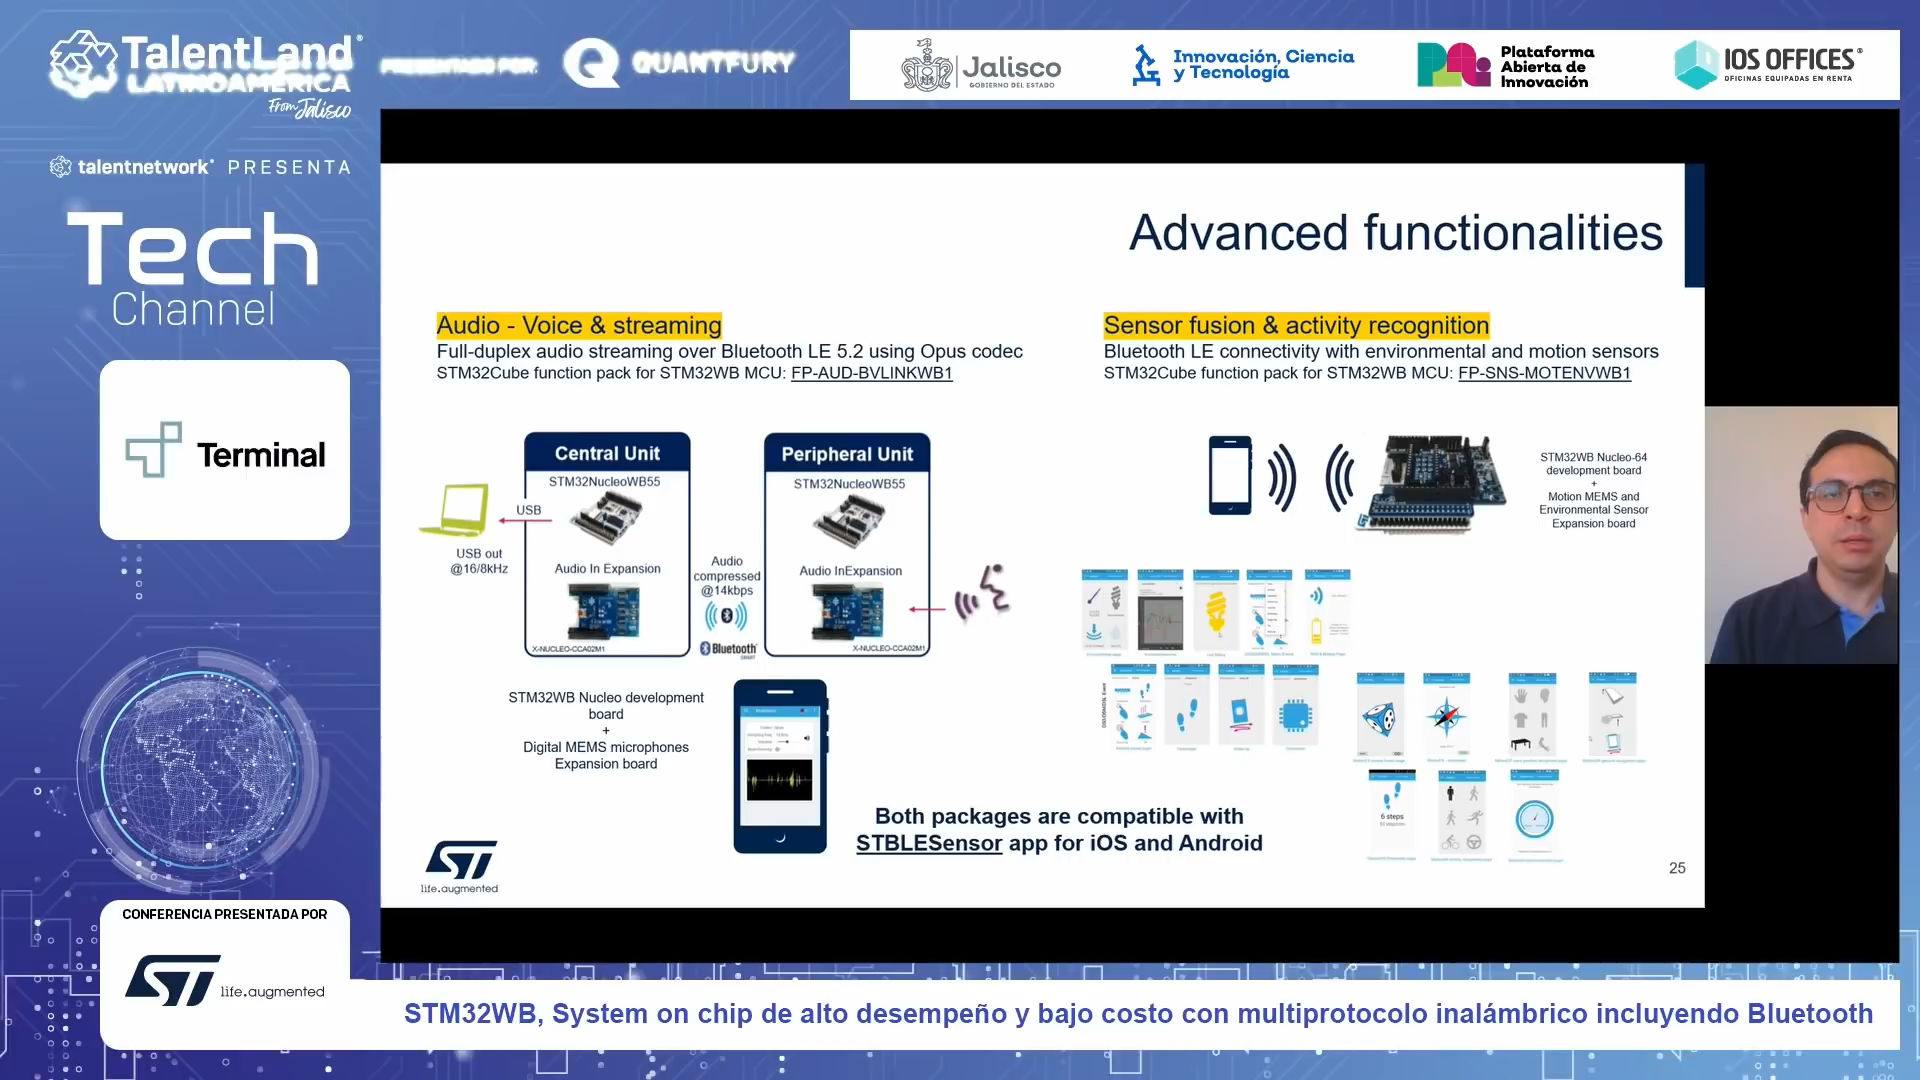 TalentLand
LATINOAMÉRICA
From Jalisco
PRESENTADO POR:
QUANTFURY
Jalisco
GOBIERNO DEL ESTADO
Innovación, Ciencia
y Tecnología
Plataforma
Abierta de
Innovación
IOS OFFICES
OFICINAS EQUIPADAS EN RENTA
talentnetwork PRESENTA
Tech
Channel
Terminal
CONFERENCIA PRESENTADA POR
life.augmented
Advanced functionalities
Audio - Voice & streaming
Full-duplex audio streaming over Bluetooth LE 5.2 using Opus codec
STM32Cube function pack for STM32WB MCU: FP-AUD-BVLINKWB1
Central Unit
STM32NucleoWB55
USB
USB out
@16/8kHz
Audio In Expansion
X-NUCLEO-CCA02M1
Audio
compressed
@14kbps
Bluetooth
SMART
Peripheral Unit
STM32NucleoWB55
Audio InExpansion
X-NUCLEO-CCA02M1
STM32WB Nucleo development
board
+
Digital MEMS microphones
Expansion board
Sensor fusion & activity recognition
Bluetooth LE connectivity with environmental and motion sensors
STM32Cube function pack for STM32WB MCU: FP-SNS-MOTENVWB1
STM32WB Nucleo-64
development board
+
Motion MEMS and
Environmental Sensor
Expansion board
6 steps
Both packages are compatible with
STBLESensor app for iOS and Android
ST
life.augmented
25
STM32WB, System on chip de alto desempeño y bajo costo con multiprotocolo inalámbrico incluyendo Bluetooth